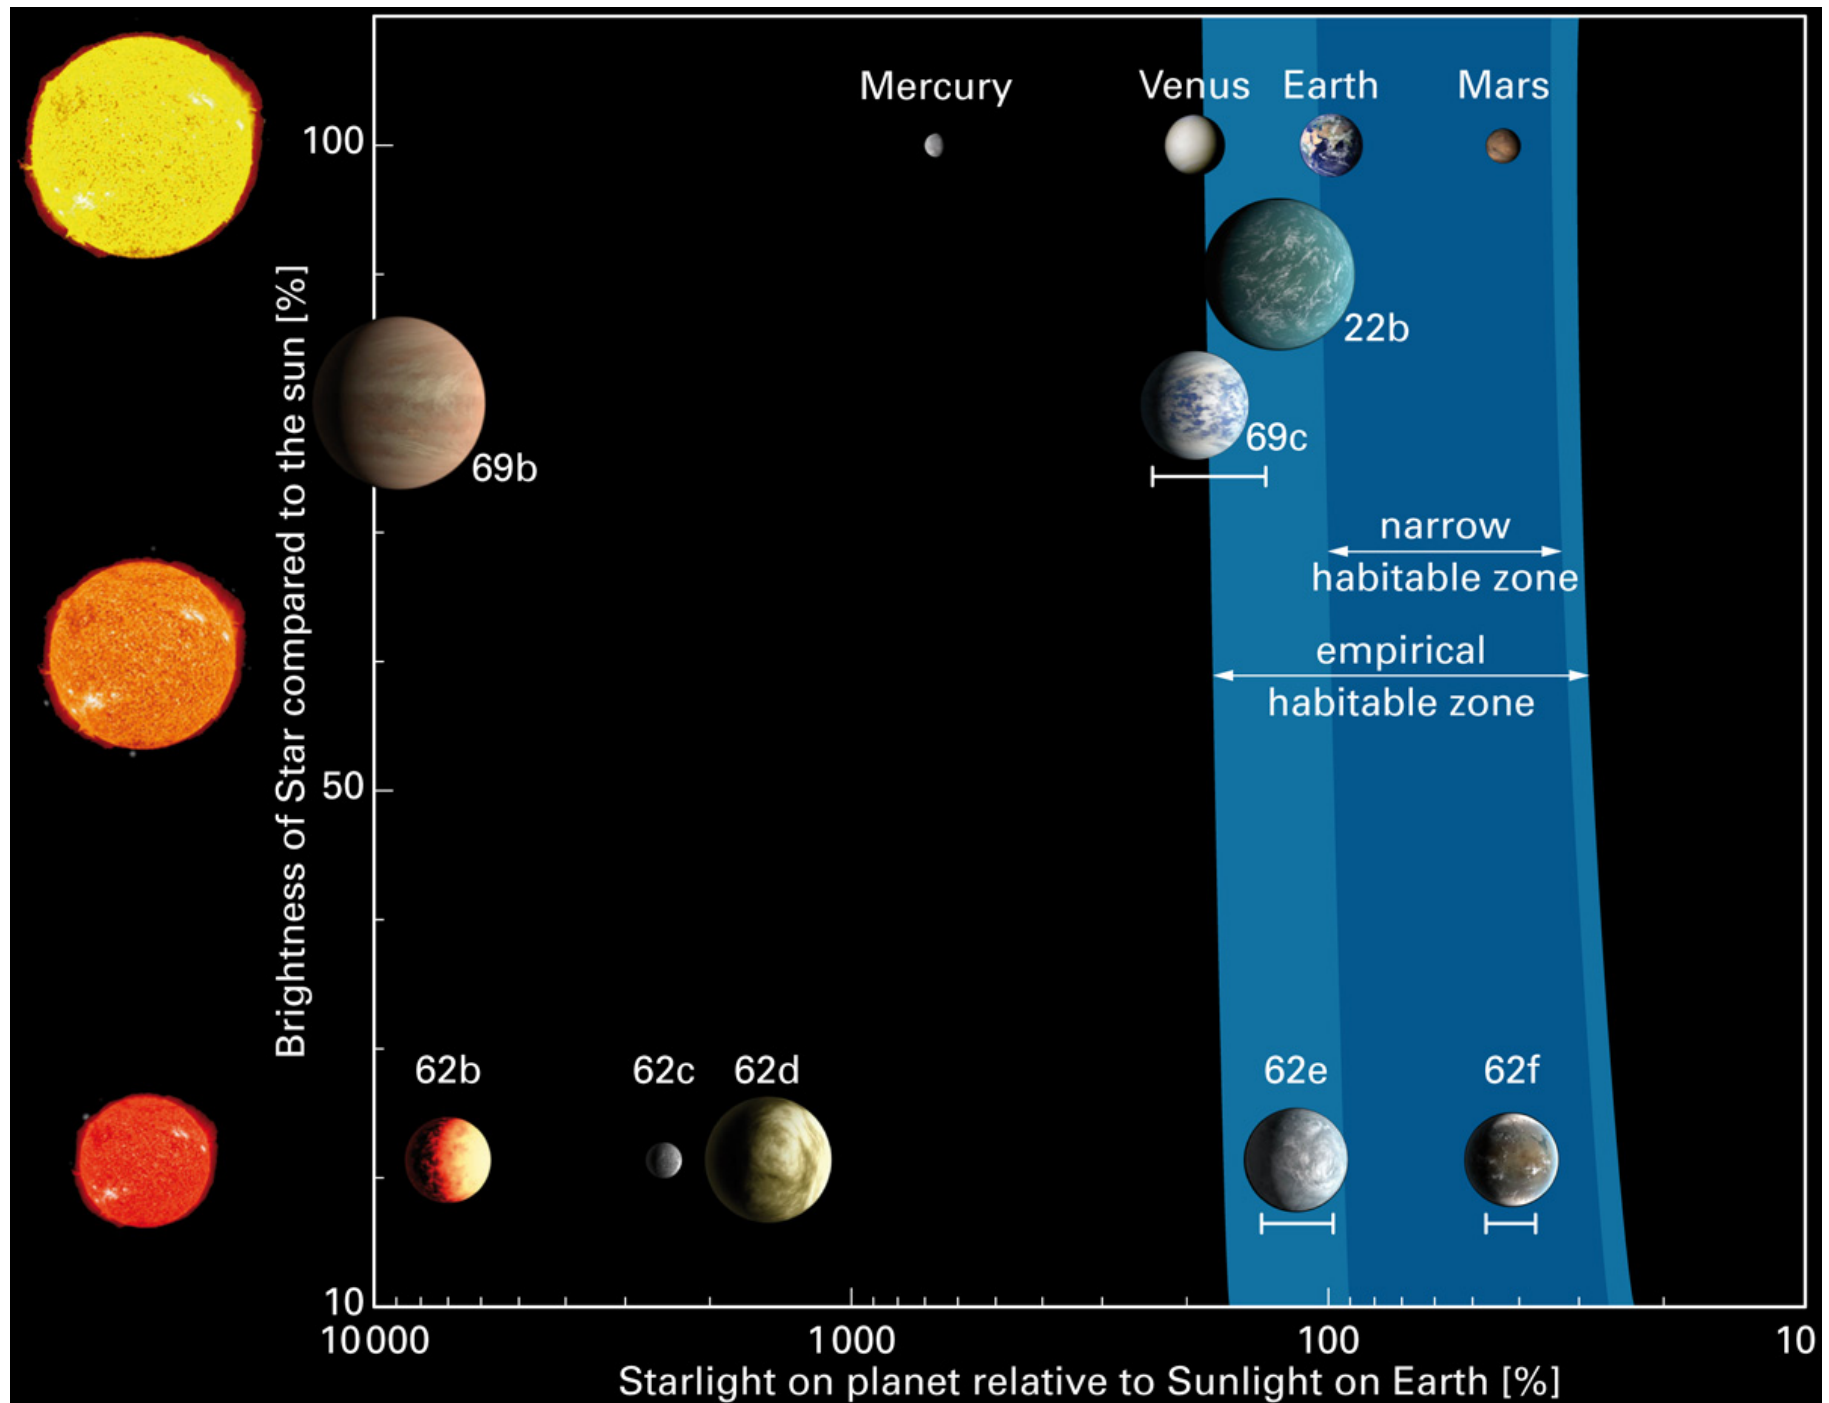 Mercury
Venus
Earth
Mars
100
22b
69b
69c
narrow
habitable zone
empirical
habitable zone
Brightness of Star compared to the sun [%]
50
62b
62c
62d
62e
62f
10
10000
1000
100
10
Starlight on planet relative to Sunlight on Earth [%]